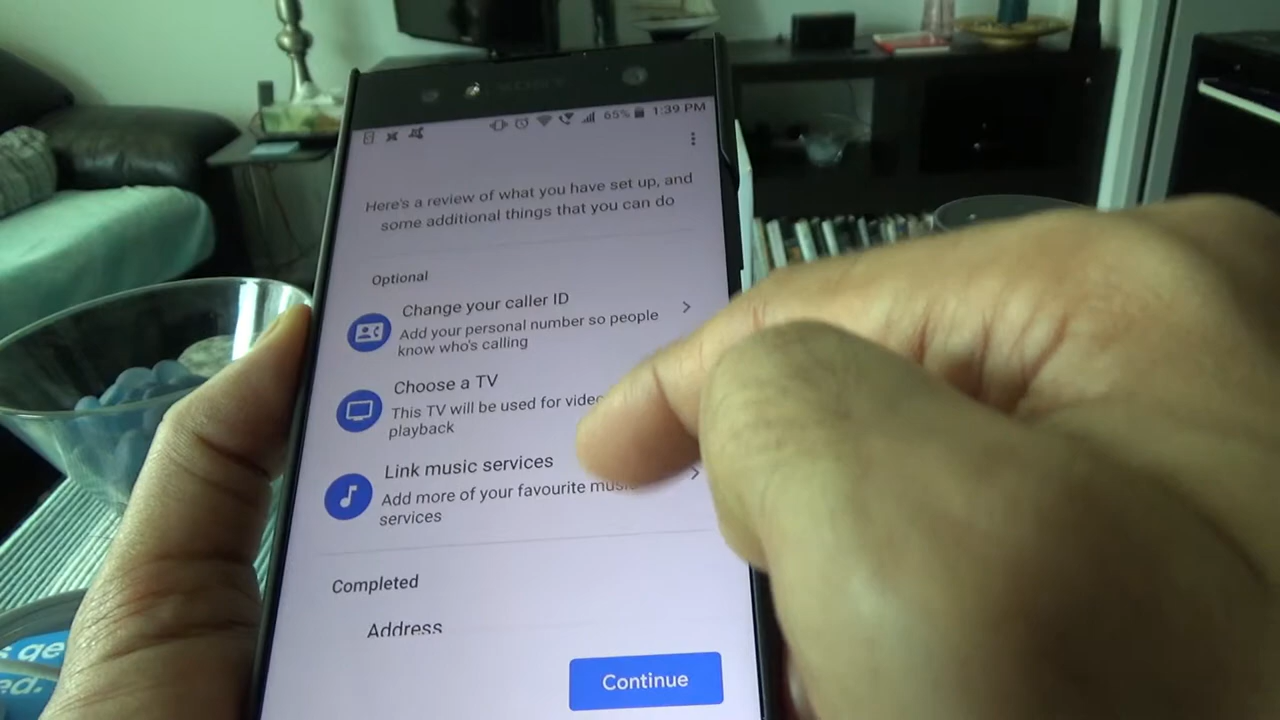 65% 1:39 PM
Here's a review of what you have set up, and
some additional things that you can do
Optional
Change your caller ID
Add your personal number so people
know who's calling
Choose a TV
This TV will be used for video
playback
Link music services
Add more of your favourite music
services
Completed
Address
Continue